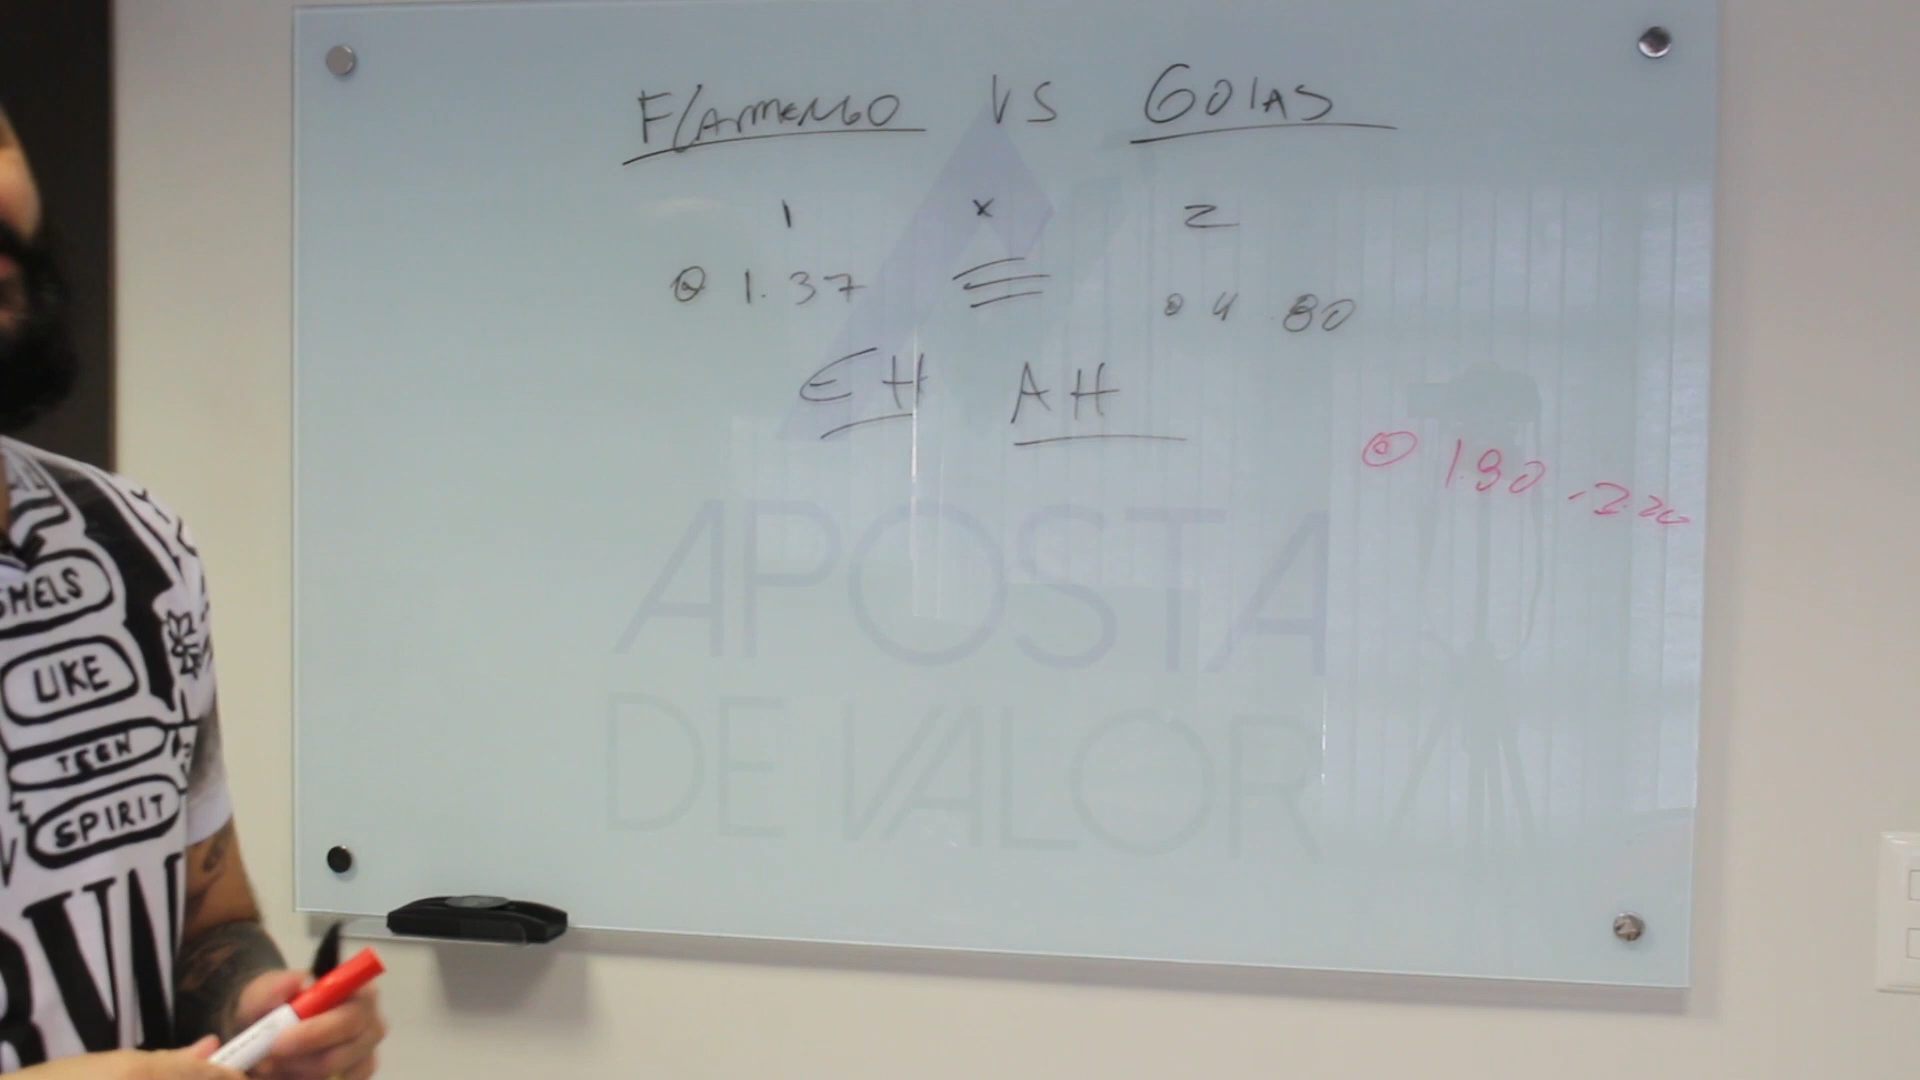 FLAMENGO VS GOIAS
1 x 2
@ 1.37 @ 4.80
EH AH
@ 1.90 - 2.20
APOSTA
DE VALOR
SMELS
LIKE
TEEN
SPIRIT